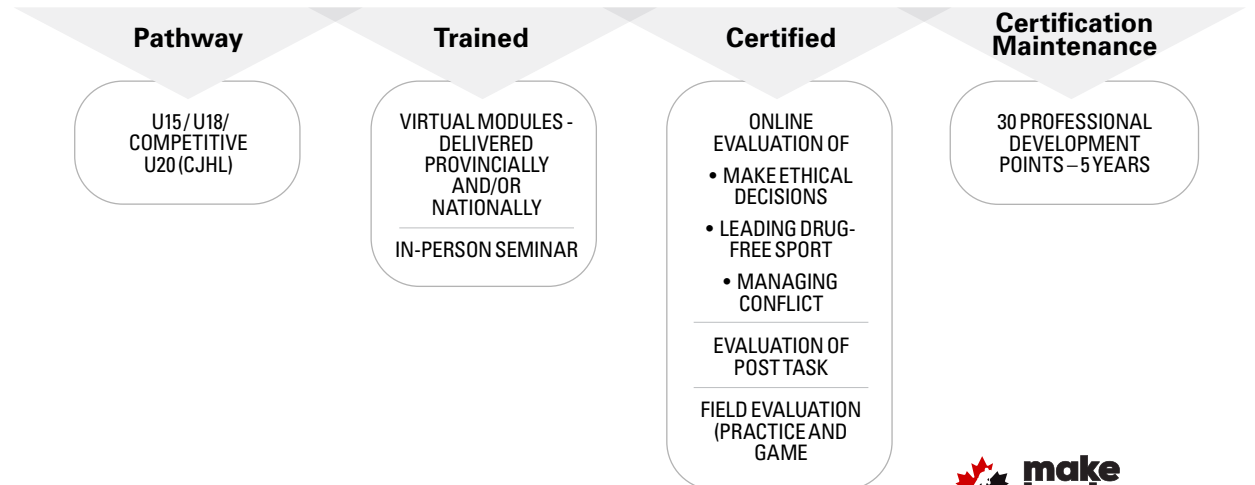 Pathway
U15 / U18/
COMPETITIVE
U20 (CJHL)
Trained
VIRTUAL MODULES -
DELIVERED
PROVINCIALLY
AND/OR
NATIONALLY
IN-PERSON SEMINAR
Certified
ONLINE
EVALUATION OF
• MAKE ETHICAL
DECISIONS
• LEADING DRUG-
FREE SPORT
• MANAGING
CONFLICT
EVALUATION OF
POST TASK
FIELD EVALUATION
(PRACTICE AND
GAME
Certification
Maintenance
30 PROFESSIONAL
DEVELOPMENT
POINTS – 5 YEARS
make